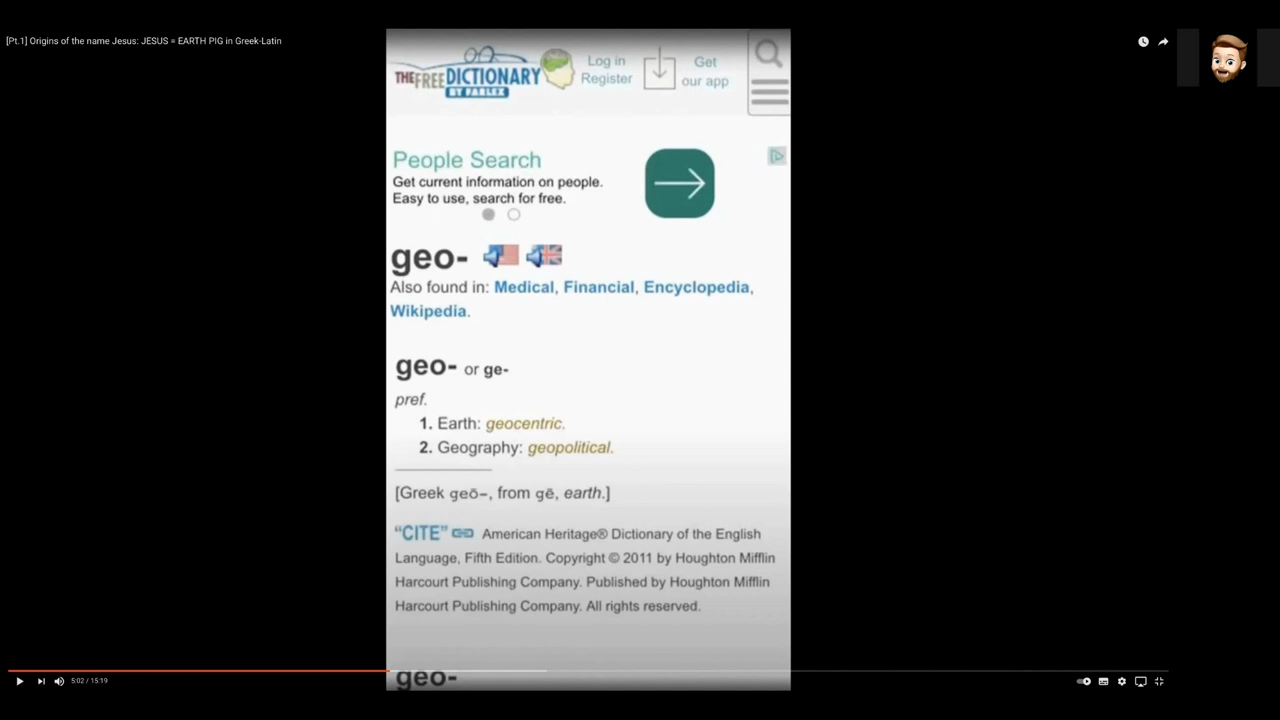 [Pt.1] Origins of the name Jesus: JESUS = EARTH PIG in Greek-Latin
THE FREE DICTIONARY
BY FARLEX
Log in
Register
Get
our app
People Search
Get current information on people.
Easy to use, search for free.
geo-
Also found in: Medical, Financial, Encyclopedia,
Wikipedia.
geo- or ge-
pref.
1. Earth: geocentric.
2. Geography: geopolitical.
[Greek geō-, from gē, earth.]
“CITE” American Heritage® Dictionary of the English
Language, Fifth Edition. Copyright © 2011 by Houghton Mifflin
Harcourt Publishing Company. Published by Houghton Mifflin
Harcourt Publishing Company. All rights reserved.
geo-
5:02 / 15:19